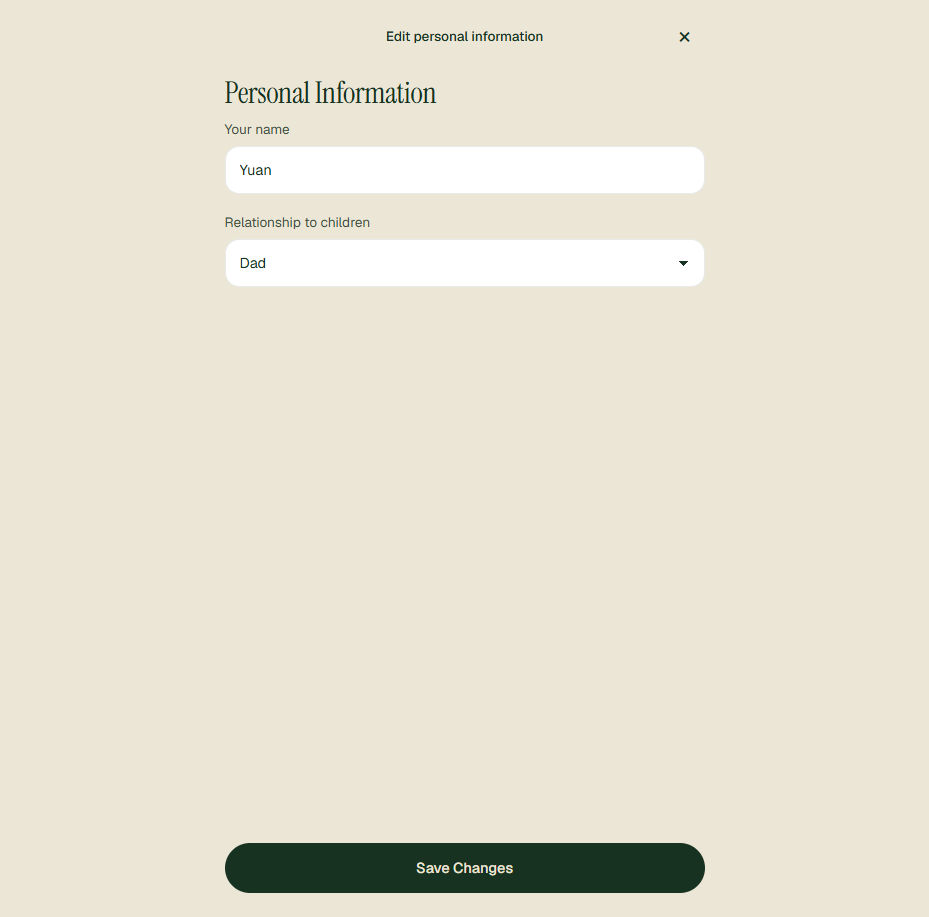 Edit personal information
Personal Information
Your name
Yuan
Relationship to children
Dad
Save Changes